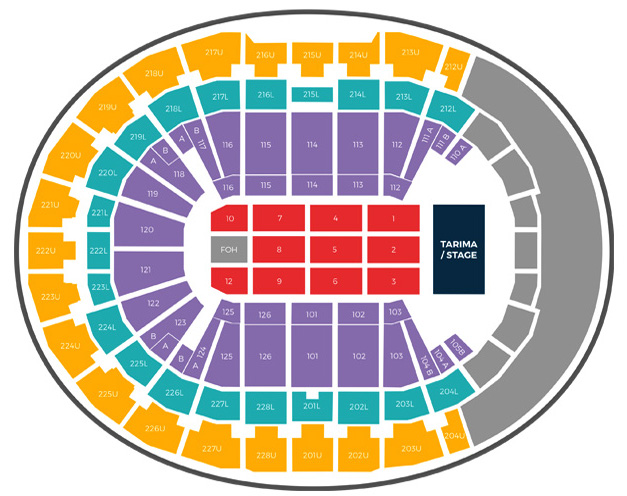 217U
216U
215U
214U
213U
212U
218U
219U
220U
221U
222U
223U
224U
225U
226U
227U
228U
201U
202U
203U
204U
217L
216L
215L
214L
213L
212L
218L
219L
220L
221L
222L
223L
224L
225L
226L
227L
228L
201L
202L
203L
204L
B
A
117
116
115
114
113
112
111 A
111 B
110 A
B
A
118
119
120
121
122
123
B
A
B
A
124
116
115
114
113
112
10
7
4
1
FOH
8
5
2
TARIMA
/ STAGE
12
9
6
3
125
126
101
102
103
125
126
101
102
103
104 B
104 A
105B